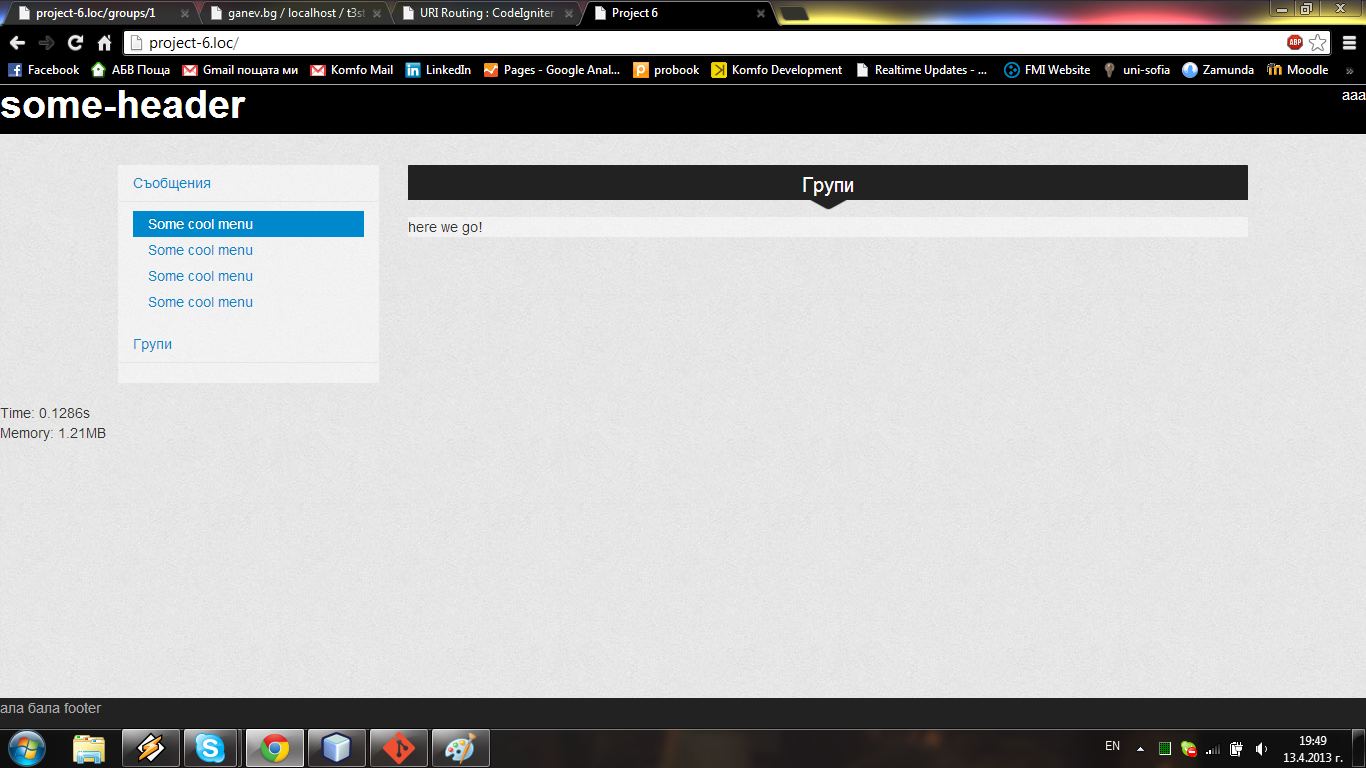 project-6.loc/groups/1
ganev.bg / localhost / t3st
URI Routing : CodeIgniter
Project 6
project-6.loc/
ABP
Facebook
АБВ Поща
Gmail пощата ми
Komfo Mail
LinkedIn
Pages - Google Anal...
probook
Komfo Development
Realtime Updates - ...
FMI Website
uni-sofia
Zamunda
Moodle
»
some-header
aaa
Съобщения
Групи
Some cool menu
here we go!
Some cool menu
Some cool menu
Some cool menu
Групи
Time: 0.1286s
Memory: 1.21MB
ала бала footer
EN
19:49
13.4.2013 г.